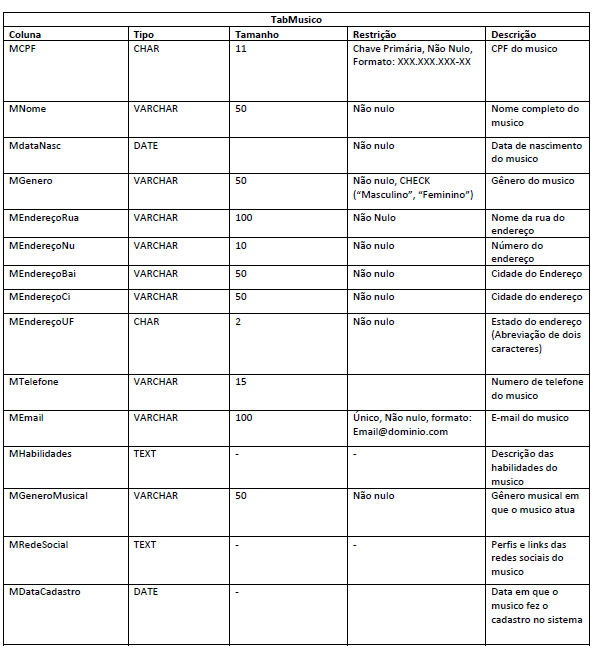 TabMusico
Coluna Tipo Tamanho Restrição Descrição
MCPF CHAR 11 Chave Primária, Não Nulo, CPF do musico
Formato: XXX.XXX.XXX-XX
MNome VARCHAR 50 Não nulo Nome completo do
musico
MdataNasc DATE Não nulo Data de nascimento
do musico
MGenero VARCHAR 50 Não nulo, CHECK Gênero do musico
(“Masculino”, “Feminino”)
MEndereçoRua VARCHAR 100 Não Nulo Nome da rua do
endereço
MEndereçoNu VARCHAR 10 Não nulo Número do
endereço
MEndereçoBai VARCHAR 50 Não nulo Cidade do Endereço
MEndereçoCi VARCHAR 50 Não nulo Cidade do endereço
MEndereçoUF CHAR 2 Não nulo Estado do endereço
(Abreviação de dois
caracteres)
MTelefone VARCHAR 15 Numero de telefone
do musico
MEmail VARCHAR 100 Único, Não nulo, formato: E-mail do musico
Email@dominio.com
MHabilidades TEXT - - Descrição das
habilidades do
musico
MGeneroMusical VARCHAR 50 Não nulo Gênero musical em
que o musico atua
MRedeSocial TEXT - - Perfis e links das
redes sociais do
musico
MDataCadastro DATE - Data em que o
musico fez o
cadastro no sistema